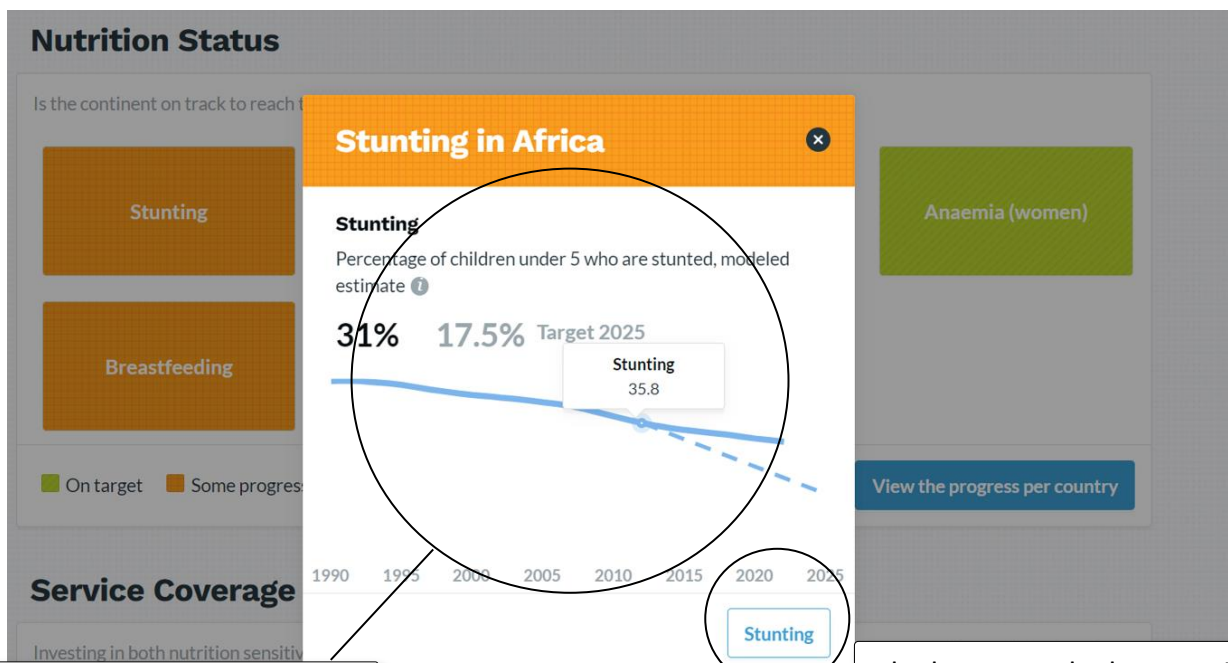 Nutrition Status
Is the continent on track to reach t
Stunting in Africa
Stunting
Anaemia (women)
Stunting
Percentage of children under 5 who are stunted, modeled
estimate i
31% 17.5% Target 2025
Stunting
35.8
Breastfeeding
On target Some progres
View the progress per country
1990 1995 2000 2005 2010 2015 2020 2025
Service Coverage
Stunting
Investing in both nutrition sensitiv